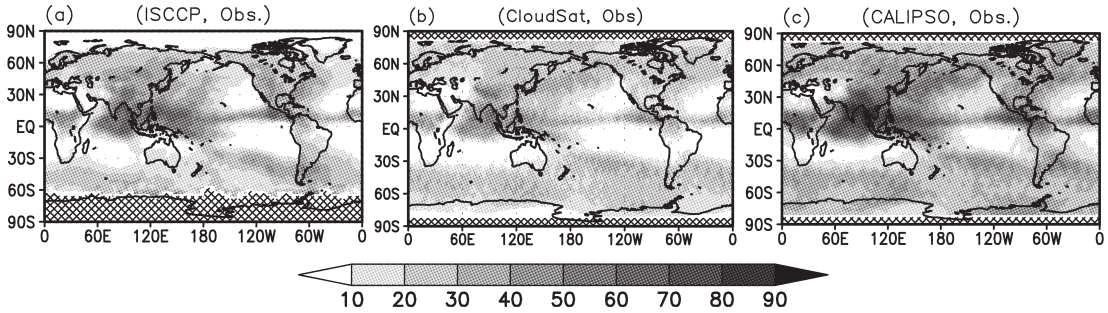 (a) (ISCCP, Obs.)
90N
60N
30N
EQ
30S
60S
90S
0 60E 120E 180 120W 60W 0
(b) (CloudSat, Obs)
90N
60N
30N
EQ
30S
60S
90S
0 60E 120E 180 120W 60W 0
(c) (CALIPSO, Obs.)
90N
60N
30N
EQ
30S
60S
90S
0 60E 120E 180 120W 60W 0
10 20 30 40 50 60 70 80 90